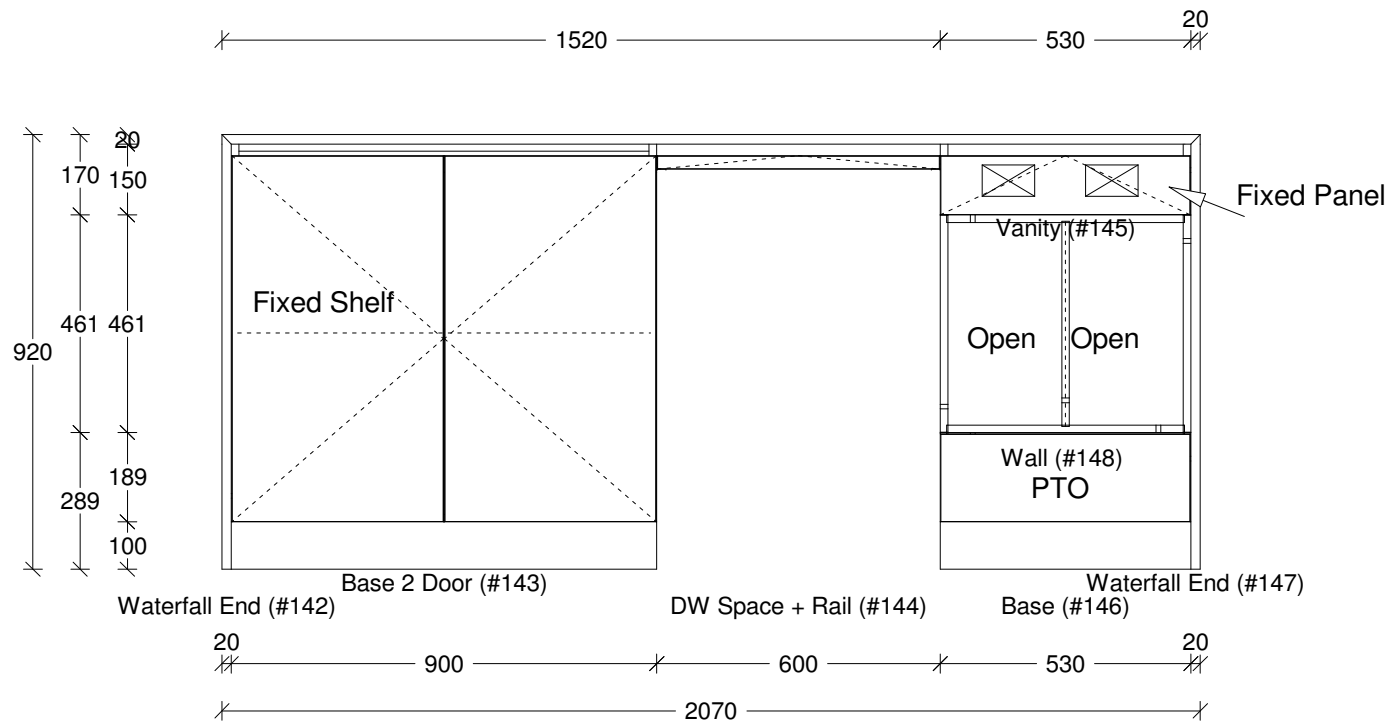 20
1520
530
20
170
150
Fixed Panel
Vanity (#145)
Fixed Shelf
461
461
Open
Open
920
Wall (#148)
189
PTO
289
100
Base 2 Door (#143)
Waterfall End (#147)
Waterfall End (#142)
DW Space + Rail (#144)
Base (#146)
20
20
900
600
530
2070